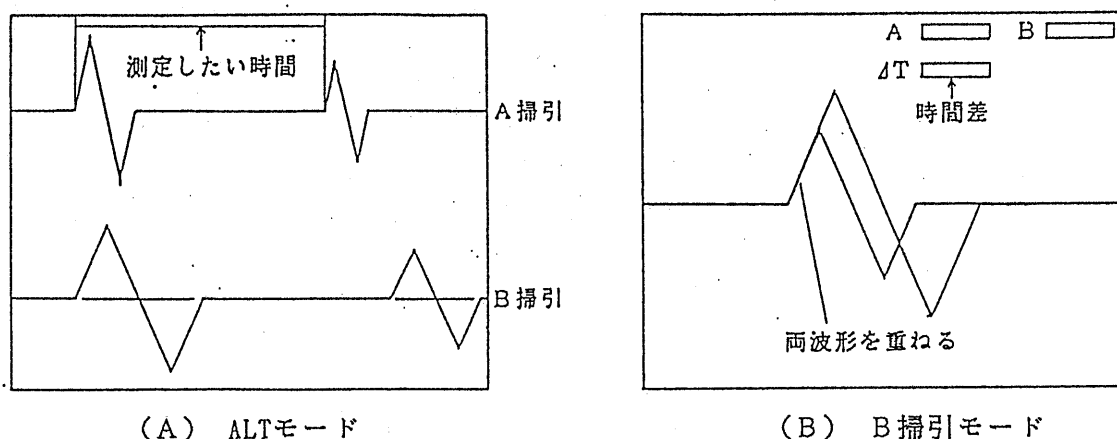 測定したい時間
A掃引
B掃引
(A) ALTモード
A B
⊿T
時間差
両波形を重ねる
(B) B掃引モード